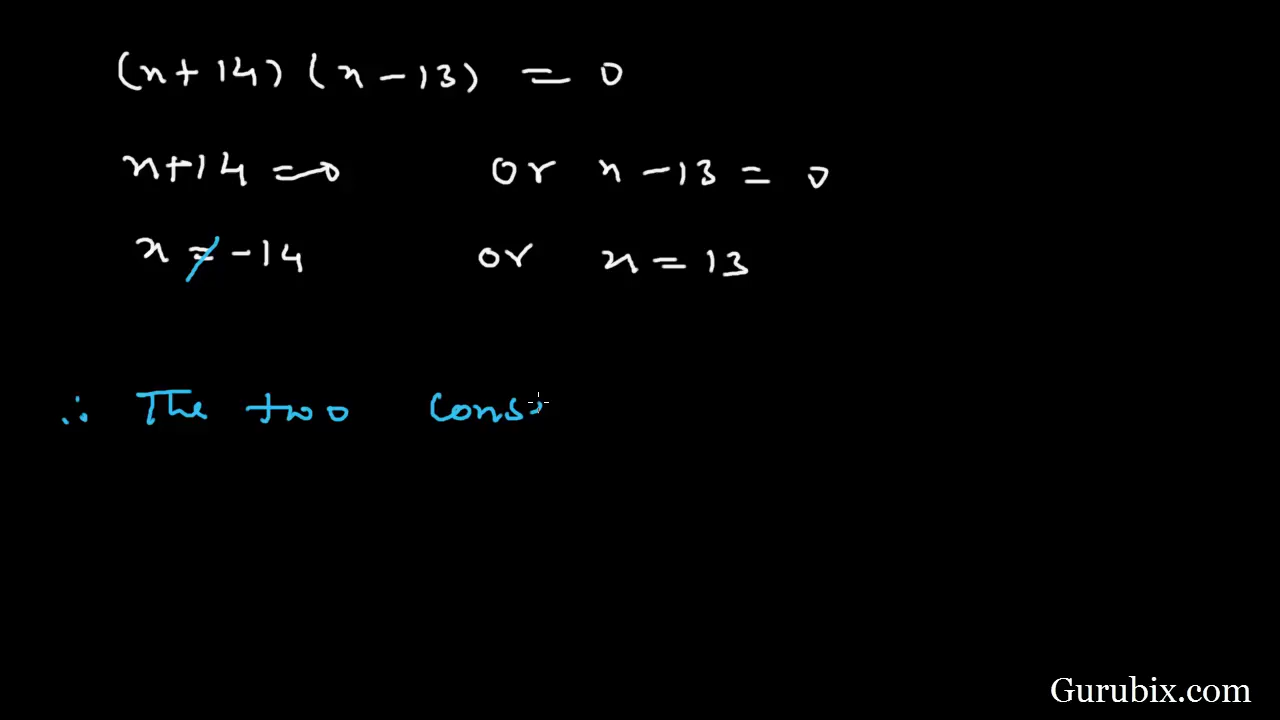 (x+14) (x-13) = 0
x+14 = 0 or x-13 = 0
x ≠ -14 or x = 13
∴ The two cons
Gurubix.com